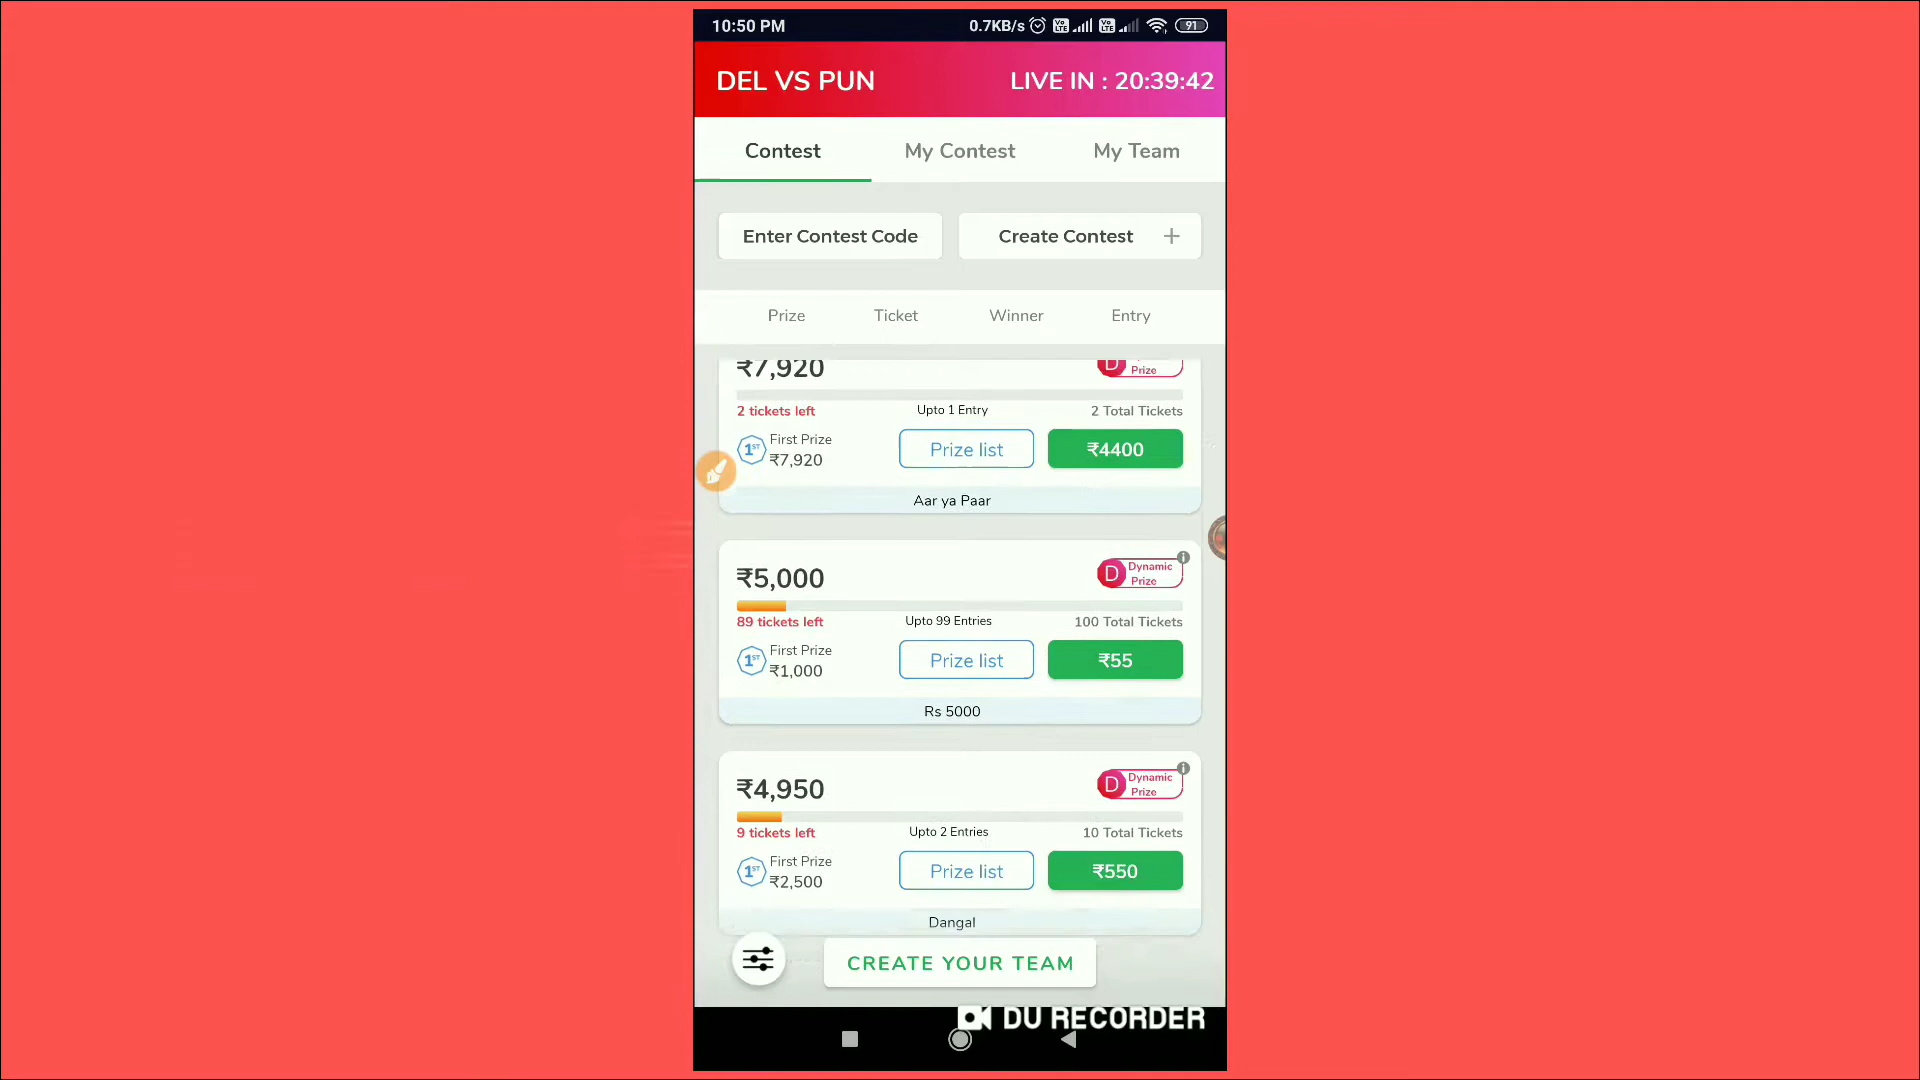 10:50 PM 0.7KB/s 91
DEL VS PUN LIVE IN : 20:39:42
Contest My Contest My Team
Enter Contest Code Create Contest +
Prize Ticket Winner Entry
₹7,920 D Prize
2 tickets left Upto 1 Entry 2 Total Tickets
1ST First Prize ₹7,920 Prize list ₹4400
Aar ya Paar
₹5,000 D Dynamic Prize
89 tickets left Upto 99 Entries 100 Total Tickets
1ST First Prize ₹1,000 Prize list ₹55
Rs 5000
₹4,950 D Dynamic Prize
9 tickets left Upto 2 Entries 10 Total Tickets
1ST First Prize ₹2,500 Prize list ₹550
Dangal
CREATE YOUR TEAM
DU RECORDER